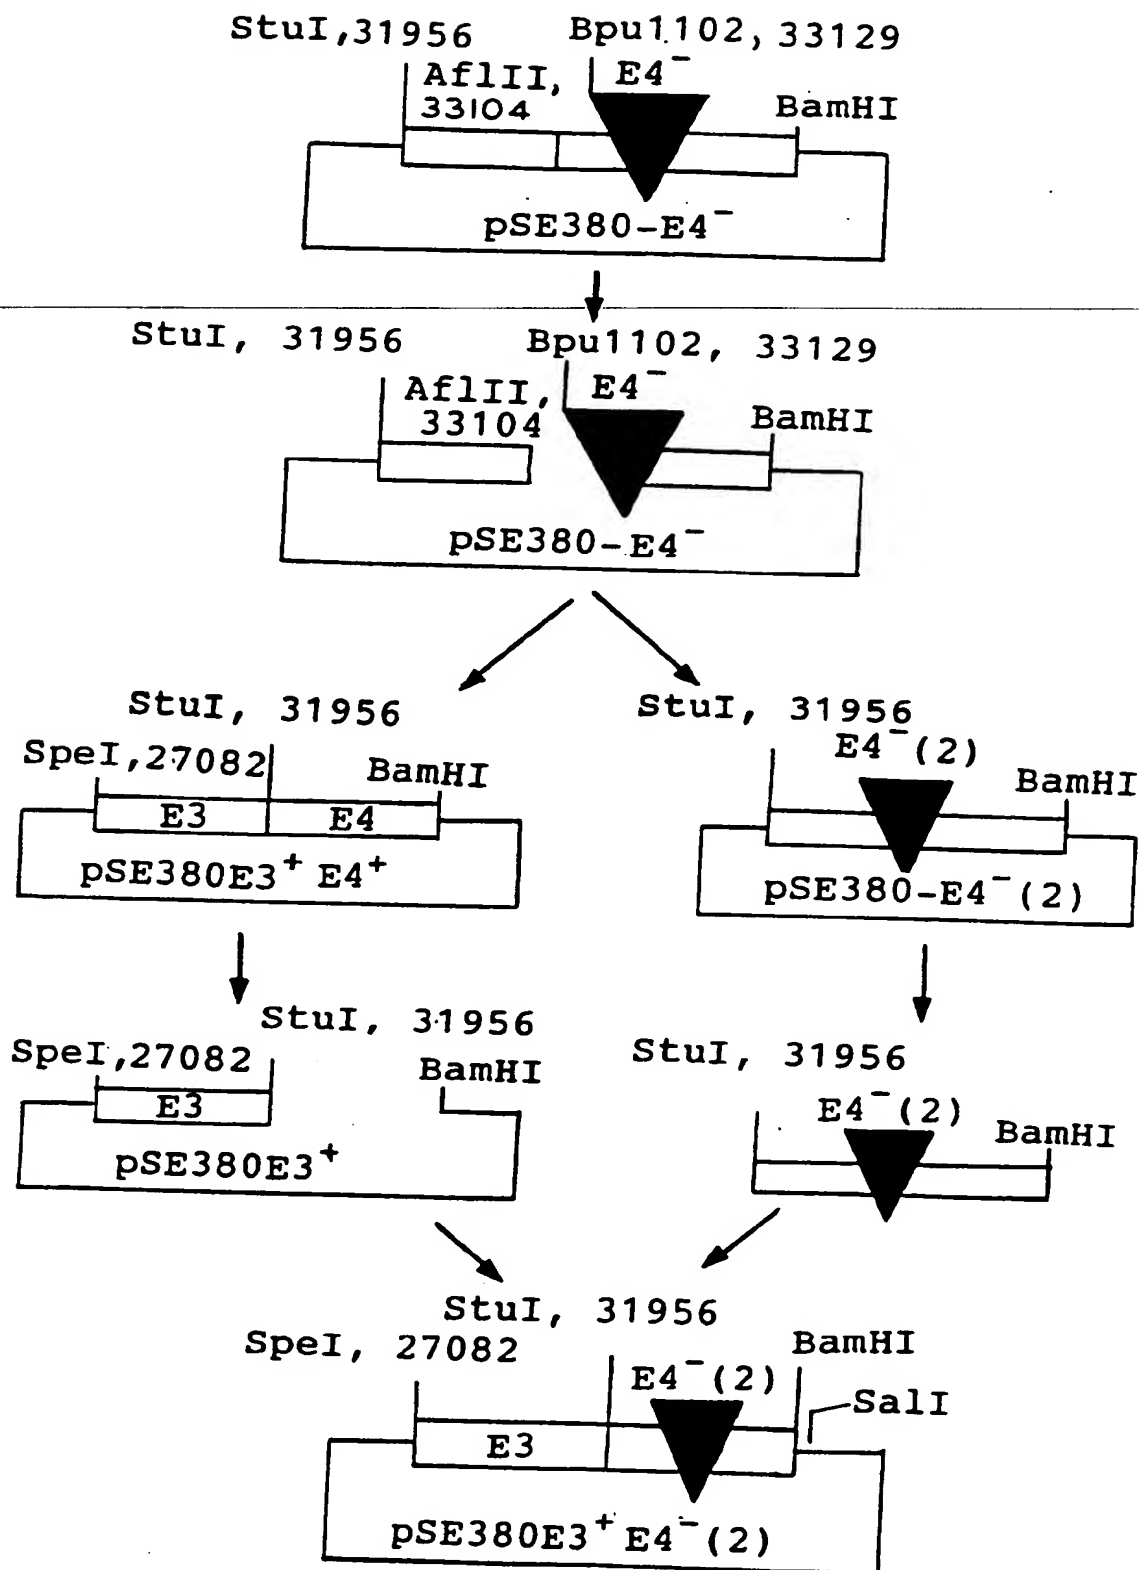 StuI,31956 Bpu1102, 33129
AflII, E4⁻
33104 BamHI
pSE380-E4⁻
StuI, 31956 Bpu1102, 33129
AflII, E4⁻
33104 BamHI
pSE380-E4⁻
StuI, 31956
SpeI,27082 BamHI
E3 E4
pSE380E3⁺ E4⁺
StuI, 31956
E4⁻(2)
BamHI
pSE380-E4⁻(2)
StuI, 31956
SpeI,27082 BamHI
E3
pSE380E3⁺
StuI, 31956
E4⁻(2)
BamHI
StuI, 31956
SpeI, 27082 BamHI
E4⁻(2)
SalI
E3
pSE380E3⁺E4⁻(2)